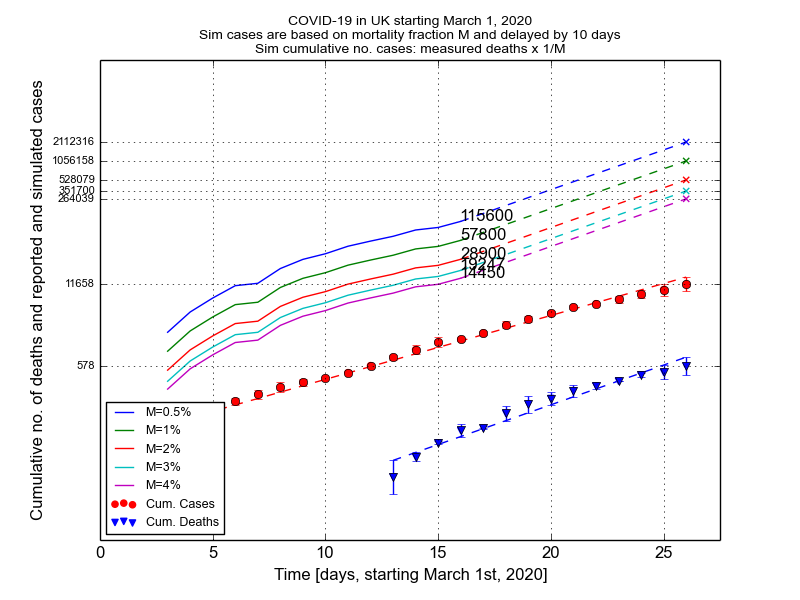 COVID-19 in UK starting March 1, 2020
Sim cases are based on mortality fraction M and delayed by 10 days
Sim cumulative no. cases: measured deaths x 1/M
Cumulative no. of deaths and reported and simulated cases
2112316
1056158
528079
351700
264039
11658
578
115600
57800
28900
19247
14450
M=0.5%
M=1%
M=2%
M=3%
M=4%
Cum. Cases
Cum. Deaths
0 5 10 15 20 25
Time [days, starting March 1st, 2020]